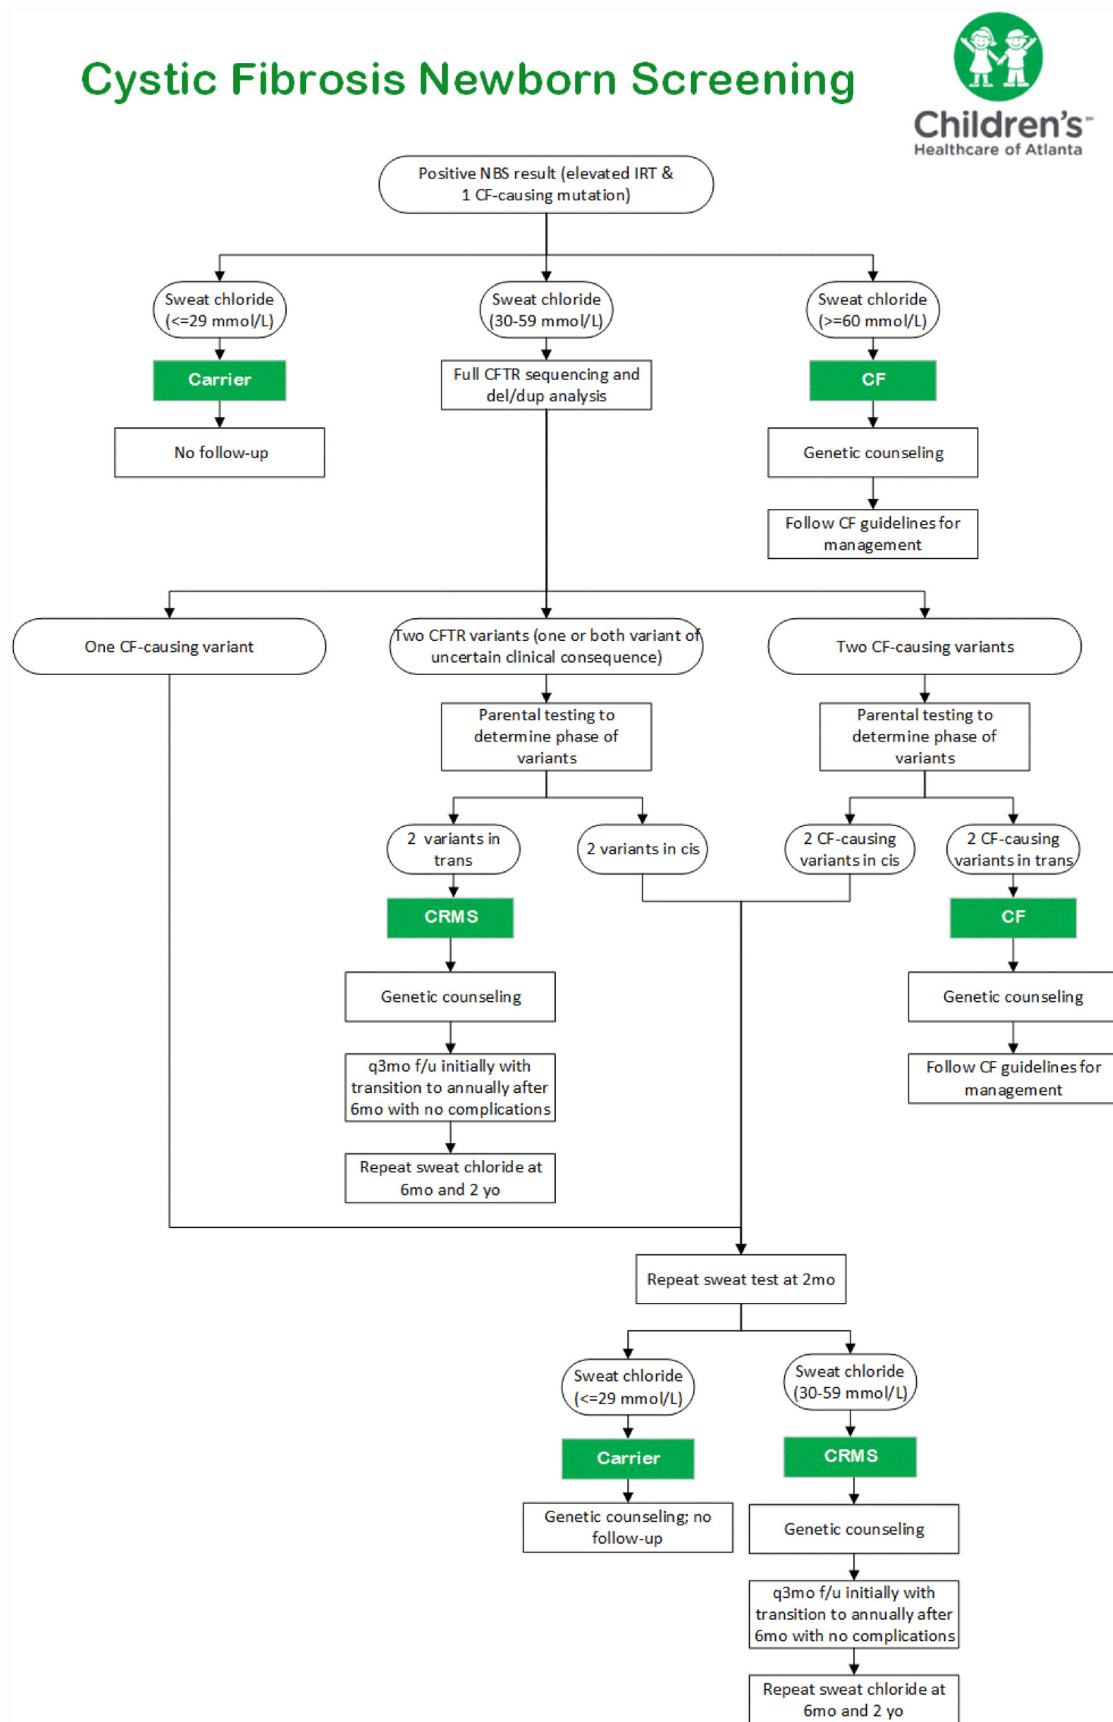 Cystic Fibrosis Newborn Screening
Children's
Healthcare of Atlanta
Positive NBS result (elevated IRT &
1 CF-causing mutation)
Sweat chloride
(<=29 mmol/L)
Sweat chloride
(30-59 mmol/L)
Sweat chloride
(>=60 mmol/L)
Carrier
Full CFTR sequencing and
del/dup analysis
CF
No follow-up
Genetic counseling
Follow CF guidelines for
management
One CF-causing variant
Two CFTR variants (one or both variant of
uncertain clinical consequence)
Two CF-causing variants
Parental testing to
determine phase of
variants
Parental testing to
determine phase of
variants
2 variants in
trans
2 variants in cis
2 CF-causing
variants in cis
2 CF-causing
variants in trans
CRMS
CF
Genetic counseling
Genetic counseling
q3mo f/u initially with
transition to annually after
6mo with no complications
Follow CF guidelines for
management
Repeat sweat chloride at
6mo and 2 yo
Repeat sweat test at 2mo
Sweat chloride
(<=29 mmol/L)
Sweat chloride
(30-59 mmol/L)
Carrier
CRMS
Genetic counseling; no
follow-up
Genetic counseling
q3mo f/u initially with
transition to annually after
6mo with no complications
Repeat sweat chloride at
6mo and 2 yo